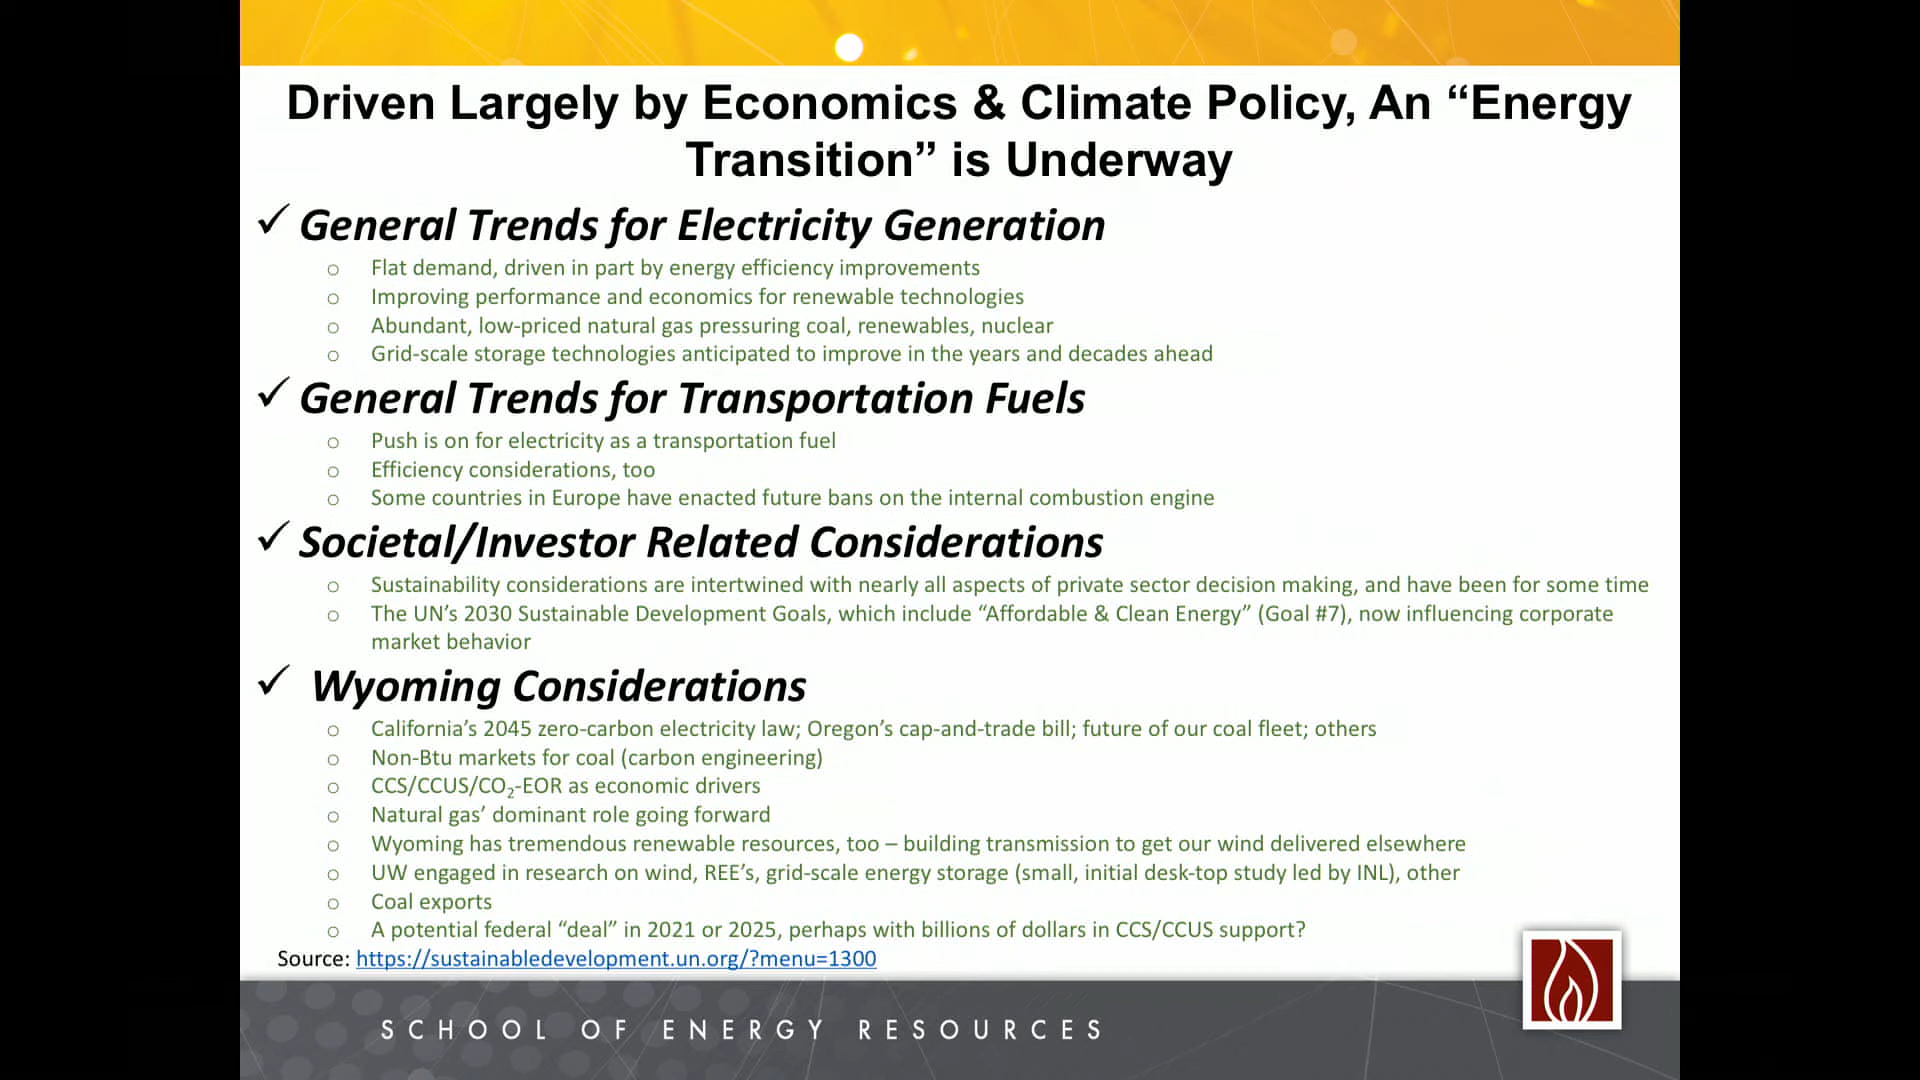 Driven Largely by Economics & Climate Policy, An “Energy
Transition” is Underway
✓ General Trends for Electricity Generation
o Flat demand, driven in part by energy efficiency improvements
o Improving performance and economics for renewable technologies
o Abundant, low-priced natural gas pressuring coal, renewables, nuclear
o Grid-scale storage technologies anticipated to improve in the years and decades ahead
✓ General Trends for Transportation Fuels
o Push is on for electricity as a transportation fuel
o Efficiency considerations, too
o Some countries in Europe have enacted future bans on the internal combustion engine
✓ Societal/Investor Related Considerations
o Sustainability considerations are intertwined with nearly all aspects of private sector decision making, and have been for some time
o The UN’s 2030 Sustainable Development Goals, which include “Affordable & Clean Energy” (Goal #7), now influencing corporate
market behavior
✓ Wyoming Considerations
o California’s 2045 zero-carbon electricity law; Oregon’s cap-and-trade bill; future of our coal fleet; others
o Non-Btu markets for coal (carbon engineering)
o CCS/CCUS/CO₂-EOR as economic drivers
o Natural gas’ dominant role going forward
o Wyoming has tremendous renewable resources, too – building transmission to get our wind delivered elsewhere
o UW engaged in research on wind, REE’s, grid-scale energy storage (small, initial desk-top study led by INL), other
o Coal exports
o A potential federal “deal” in 2021 or 2025, perhaps with billions of dollars in CCS/CCUS support?
Source: https://sustainabledevelopment.un.org/?menu=1300
SCHOOL OF ENERGY RESOURCES